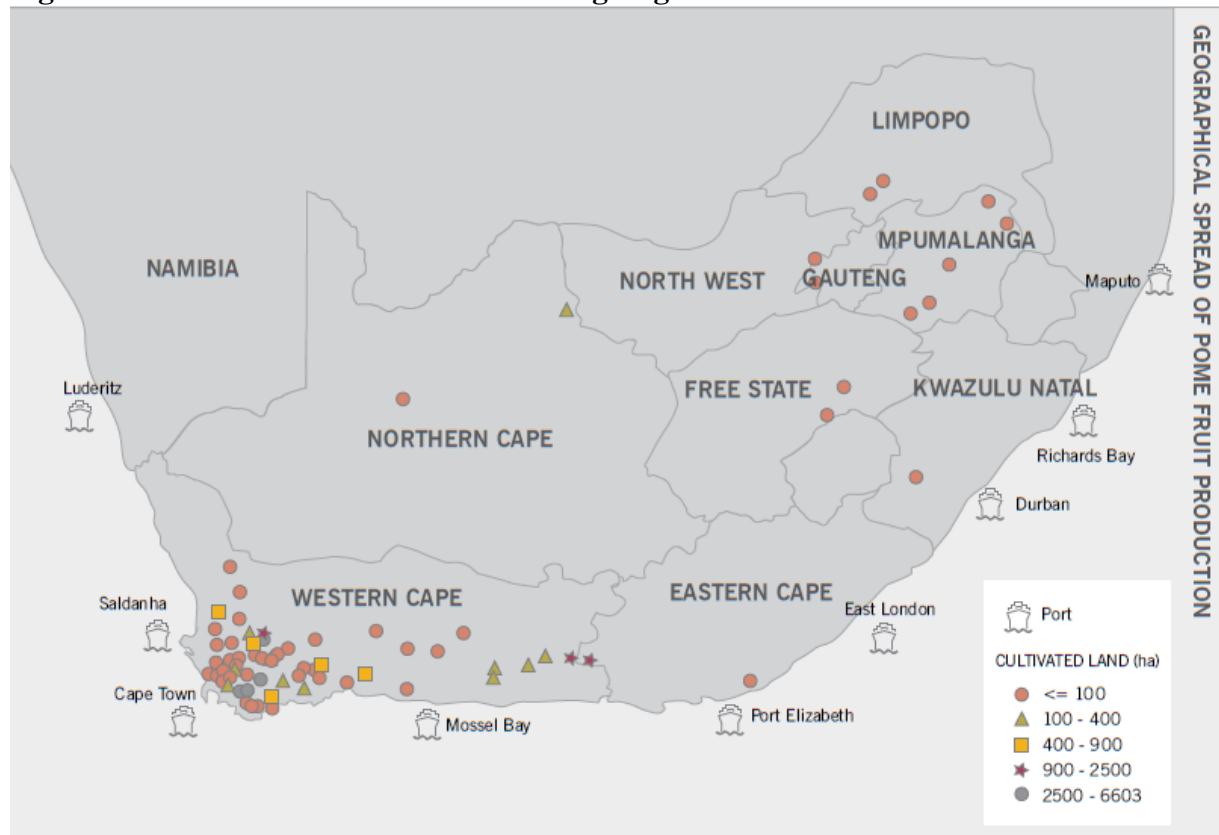 GEOGRAPHICAL SPREAD OF POME FRUIT PRODUCTION
LIMPOPO
MPUMALANGA
NAMIBIA
NORTH WEST
GAUTENG
Maputo
Luderitz
FREE STATE
KWAZULU NATAL
NORTHERN CAPE
Richards Bay
Durban
WESTERN CAPE
EASTERN CAPE
Saldanha
East London
Cape Town
Mossel Bay
Port Elizabeth
Port
CULTIVATED LAND (ha)
<= 100
100 - 400
400 - 900
900 - 2500
2500 - 6603